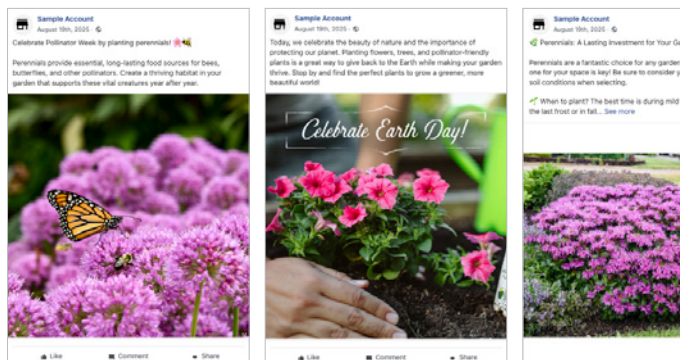 Sample Account
August 19th, 2025 ·
Celebrate Pollinator Week by planting perennials! 🌸🐝
Perennials provide essential, long-lasting food sources for bees,
butterflies, and other pollinators. Create a thriving habitat in your
garden that supports these vital creatures year after year.
Like Comment Share
Sample Account
August 19th, 2025 ·
Today, we celebrate the beauty of nature and the importance of
protecting our planet. Planting flowers, trees, and pollinator-friendly
plants is a great way to give back to the Earth while making your garden
thrive. Stop by and find the perfect plants to grow a greener, more
beautiful world!
Celebrate Earth Day!
Like Comment Share
Sample Account
August 19th, 2025 ·
🌿 Perennials: A Lasting Investment for Your Ga
Perennials are a fantastic choice for any garden
one for your space is key! Be sure to consider y
soil conditions when selecting.
🌱 When to plant? The best time is during mild
the last frost or in fall... See more